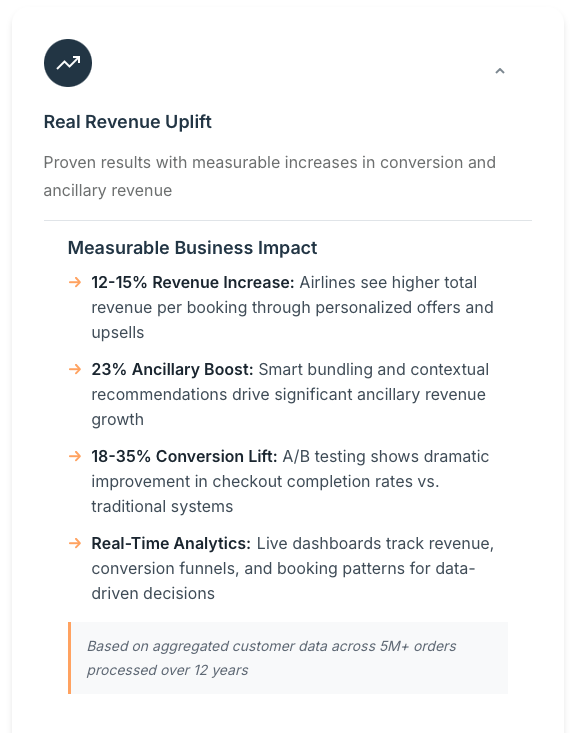 Real Revenue Uplift
Proven results with measurable increases in conversion and
ancillary revenue
Measurable Business Impact
→ 12-15% Revenue Increase: Airlines see higher total
revenue per booking through personalized offers and
upsells
→ 23% Ancillary Boost: Smart bundling and contextual
recommendations drive significant ancillary revenue
growth
→ 18-35% Conversion Lift: A/B testing shows dramatic
improvement in checkout completion rates vs.
traditional systems
→ Real-Time Analytics: Live dashboards track revenue,
conversion funnels, and booking patterns for data-
driven decisions
Based on aggregated customer data across 5M+ orders
processed over 12 years